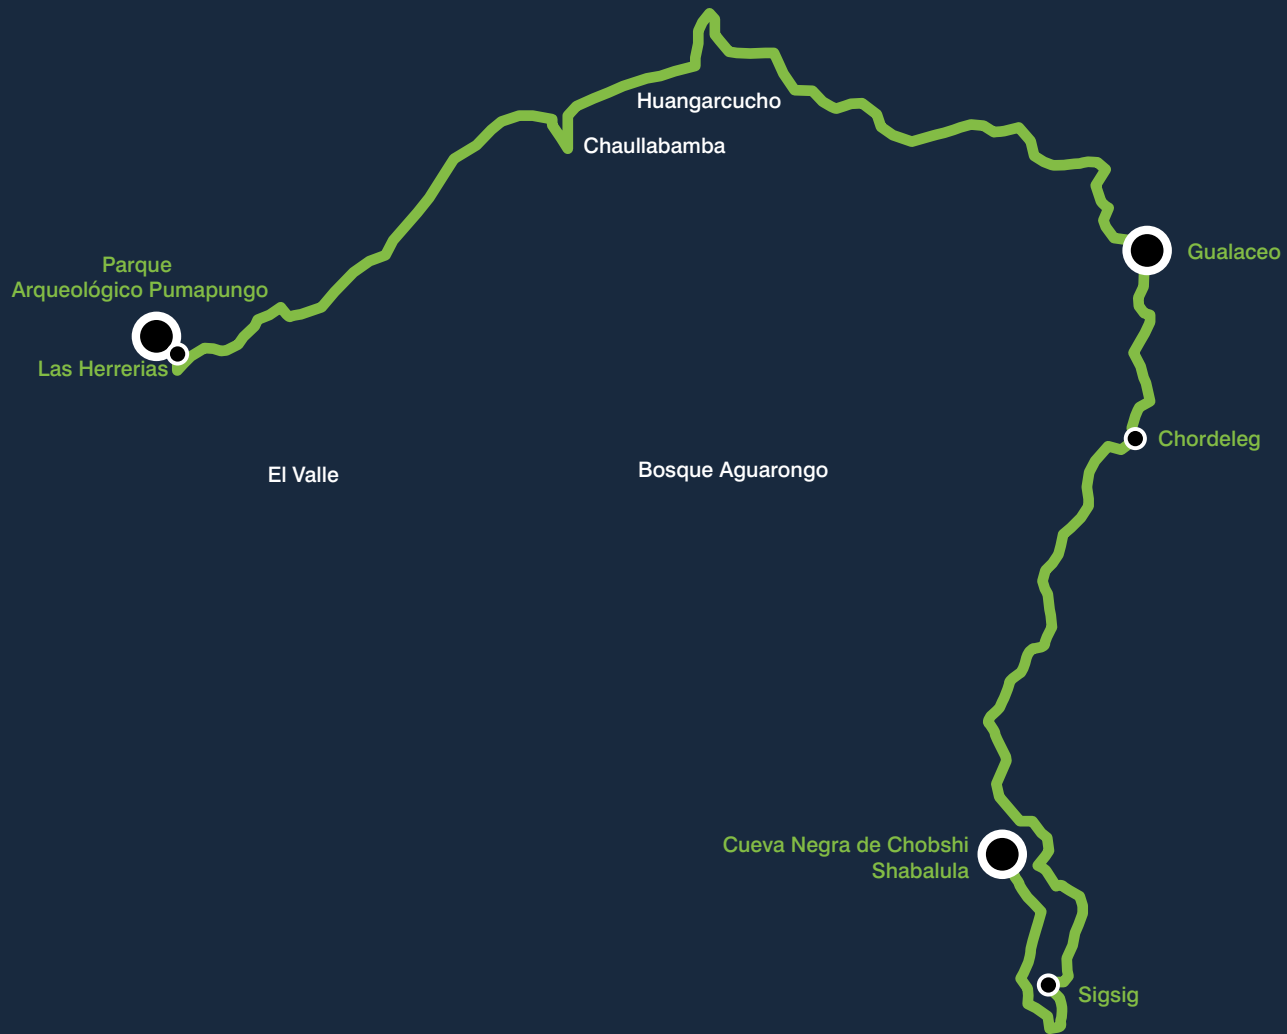 Huangarcucho
Chaullabamba
Gualaceo
Parque
Arqueológico Pumapungo
Las Herrerias
Chordeleg
El Valle
Bosque Aguarongo
Cueva Negra de Chobshi
Shabalula
Sigsig